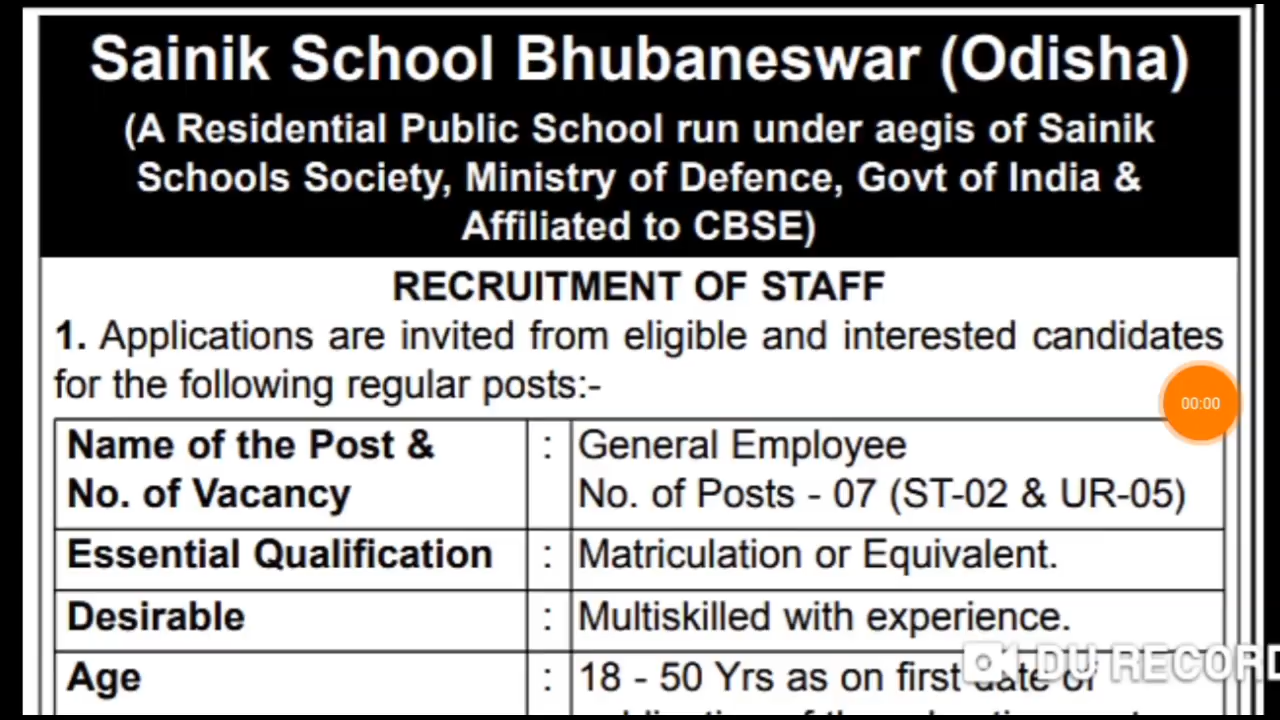 Sainik School Bhubaneswar (Odisha)
(A Residential Public School run under aegis of Sainik
Schools Society, Ministry of Defence, Govt of India &
Affiliated to CBSE)
RECRUITMENT OF STAFF
1. Applications are invited from eligible and interested candidates
for the following regular posts:-
00:00
Name of the Post & : General Employee
No. of Vacancy No. of Posts - 07 (ST-02 & UR-05)
Essential Qualification : Matriculation or Equivalent.
Desirable : Multiskilled with experience.
Age : 18 - 50 Yrs as on first date of
DU RECORD